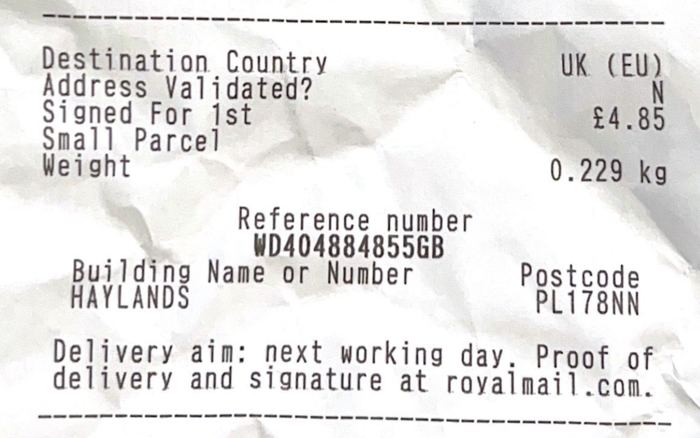 Destination Country UK (EU)
Address Validated? N
Signed For 1st £4.85
Small Parcel
Weight 0.229 kg
Reference number
WD404884855GB
Building Name or Number Postcode
HAYLANDS PL178NN
Delivery aim: next working day. Proof of
delivery and signature at royalmail.com.